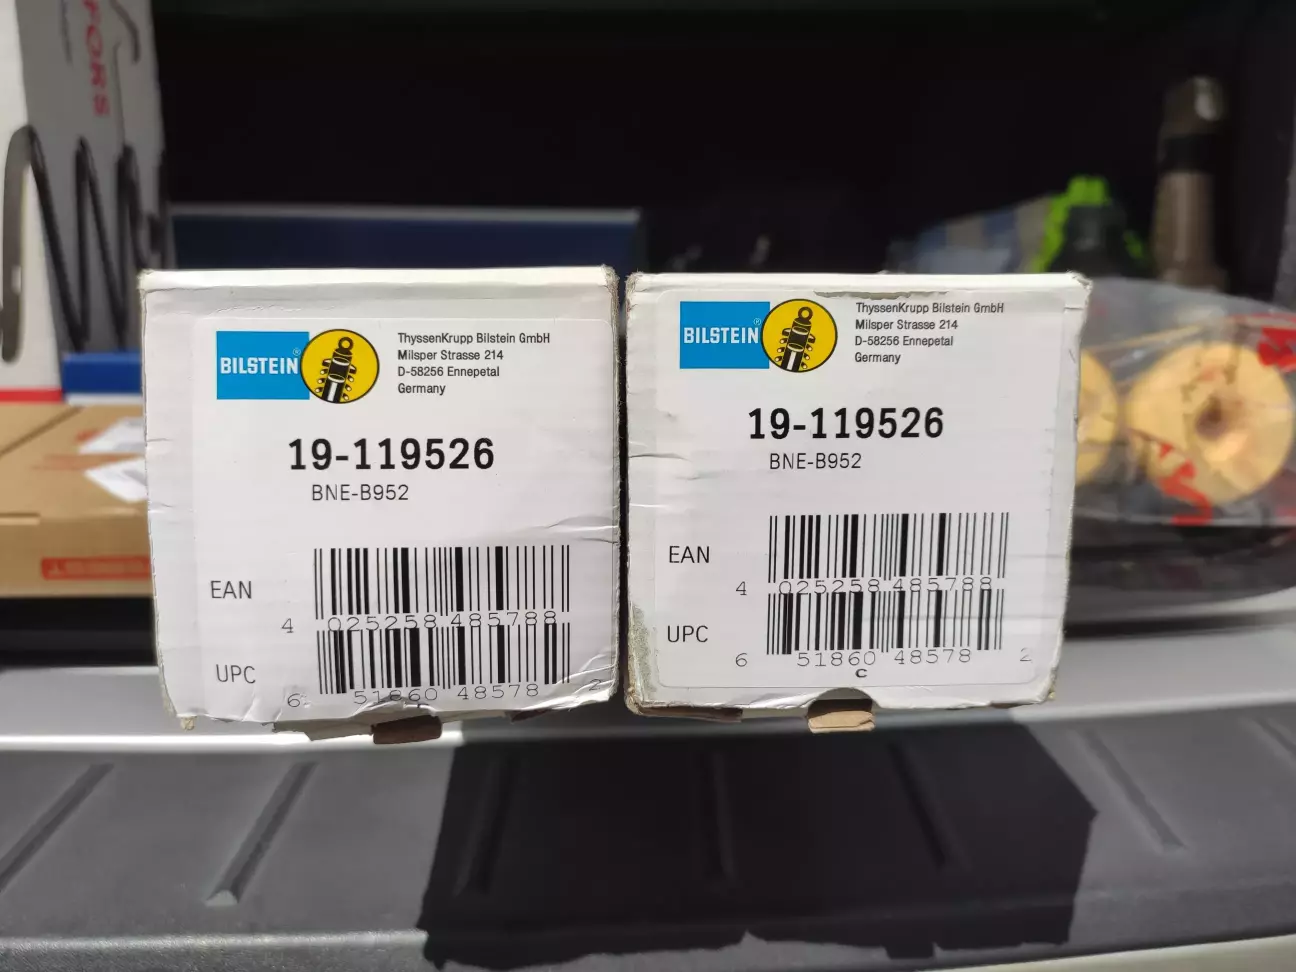 FORS
BILSTEIN®
ThyssenKrupp Bilstein GmbH
Milsper Strasse 214
D-58256 Ennepetal
Germany
19-119526
BNE-B952
EAN
4 025258 485788
UPC
6 51860 48578 2
BILSTEIN®
ThyssenKrupp Bilstein GmbH
Milsper Strasse 214
D-58256 Ennepetal
Germany
19-119526
BNE-B952
EAN
4 025258 485788
UPC
6 51860 48578 2
C